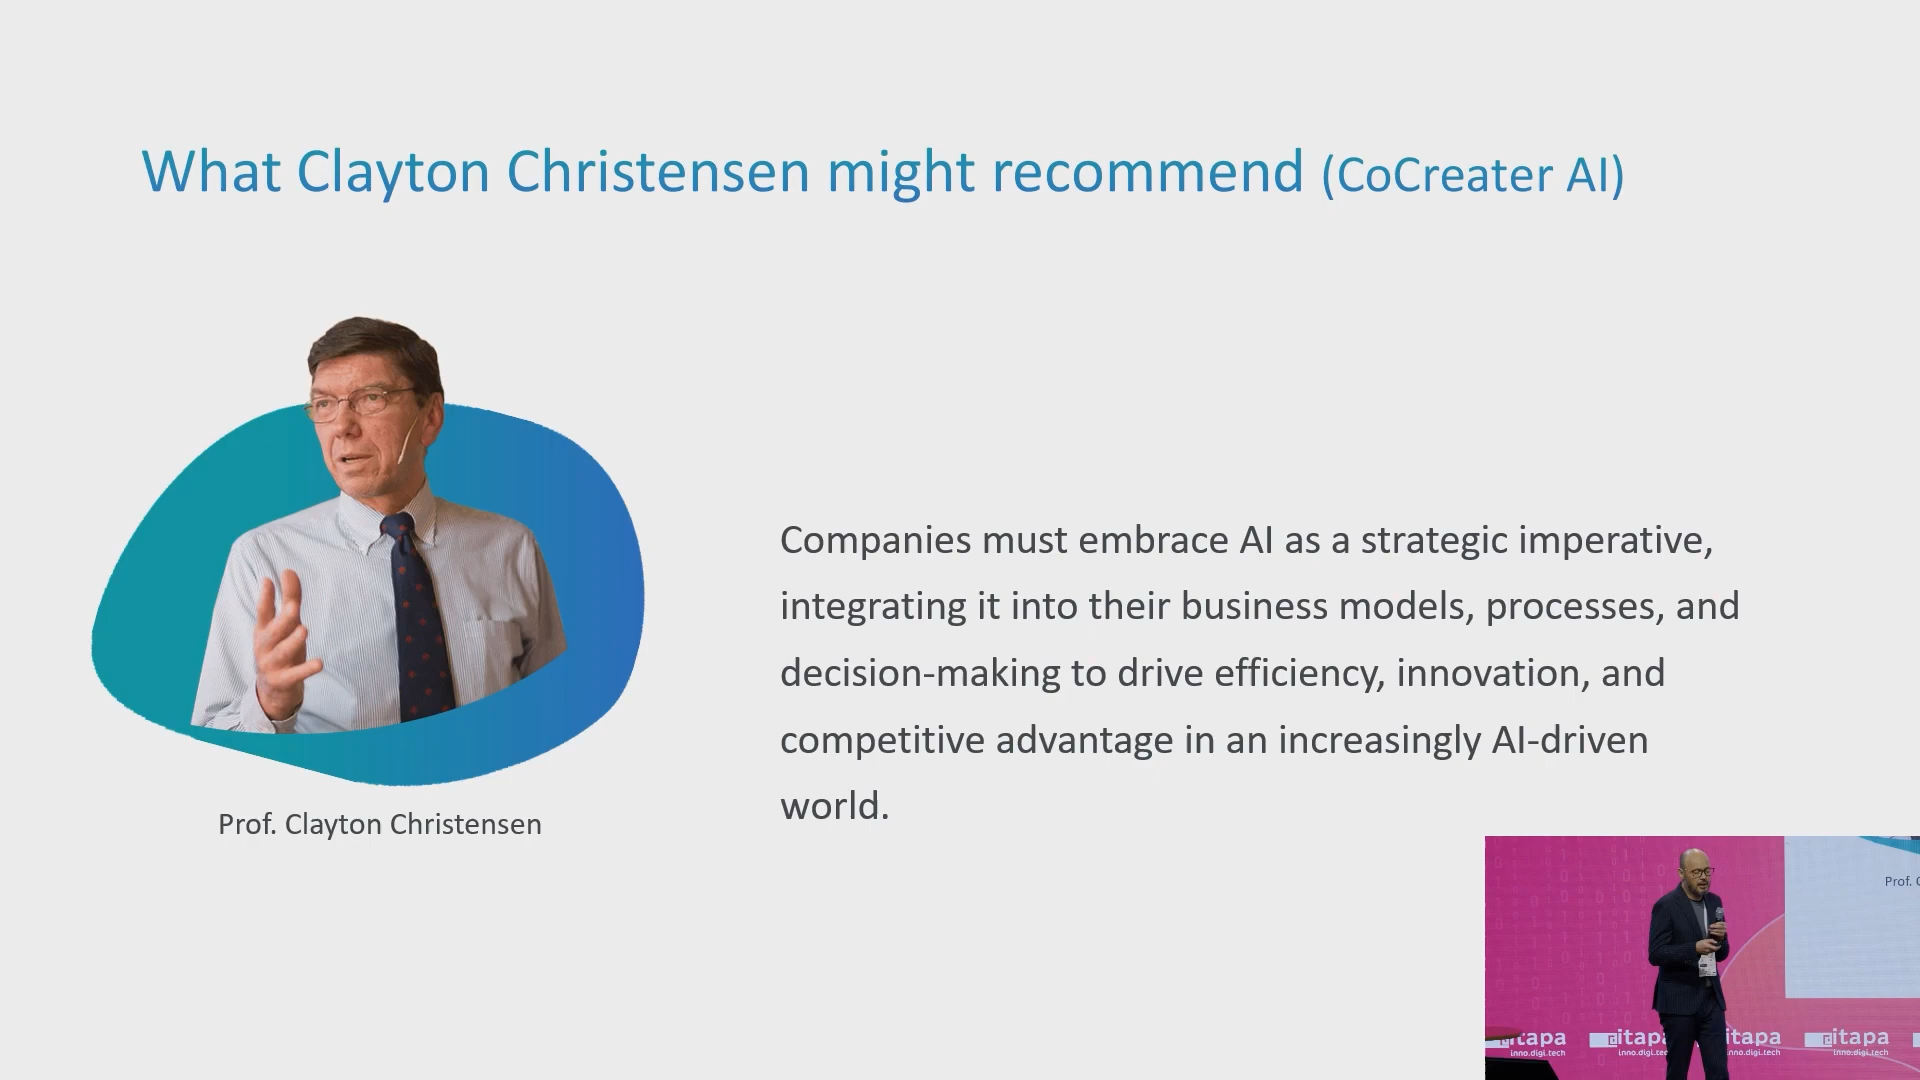 What Clayton Christensen might recommend (CoCreater AI)
Companies must embrace AI as a strategic imperative,
integrating it into their business models, processes, and
decision-making to drive efficiency, innovation, and
competitive advantage in an increasingly AI-driven
world.
Prof. Clayton Christensen
Prof.
itapa
inno.digi.tech
itapa
inno.digi.tech
itapa
inno.digi.tech
itapa
inno.digi.tech